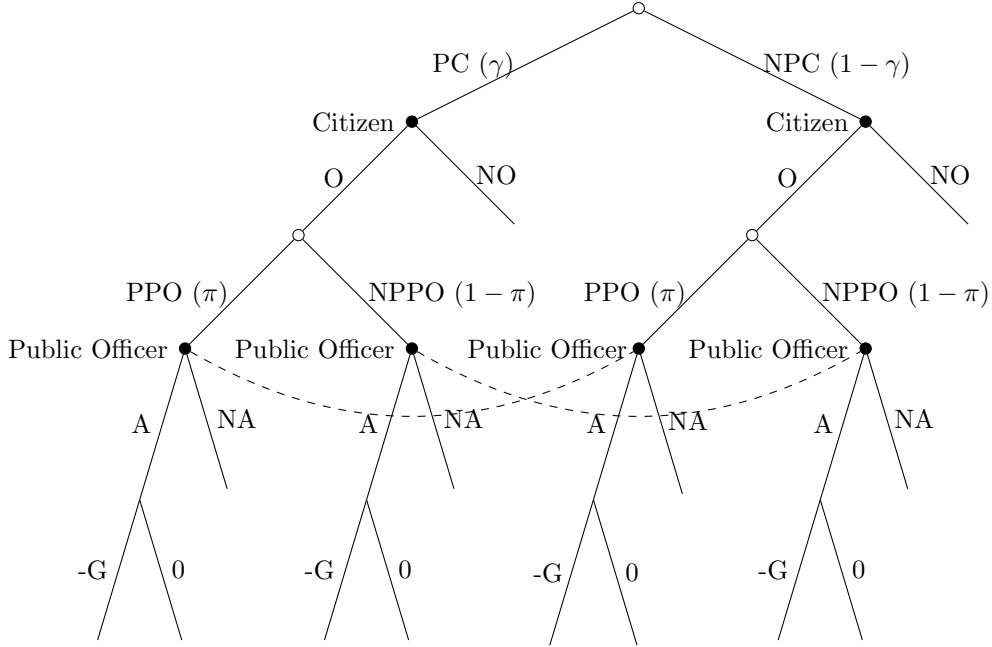 PC (γ)
NPC (1 − γ)
Citizen
Citizen
O
NO
O
NO
PPO (π)
NPPO (1 − π)
PPO (π)
NPPO (1 − π)
Public Officer
Public Officer
Public Officer
Public Officer
A
NA
A
NA
A
NA
A
NA
-G
0
-G
0
-G
0
-G
0